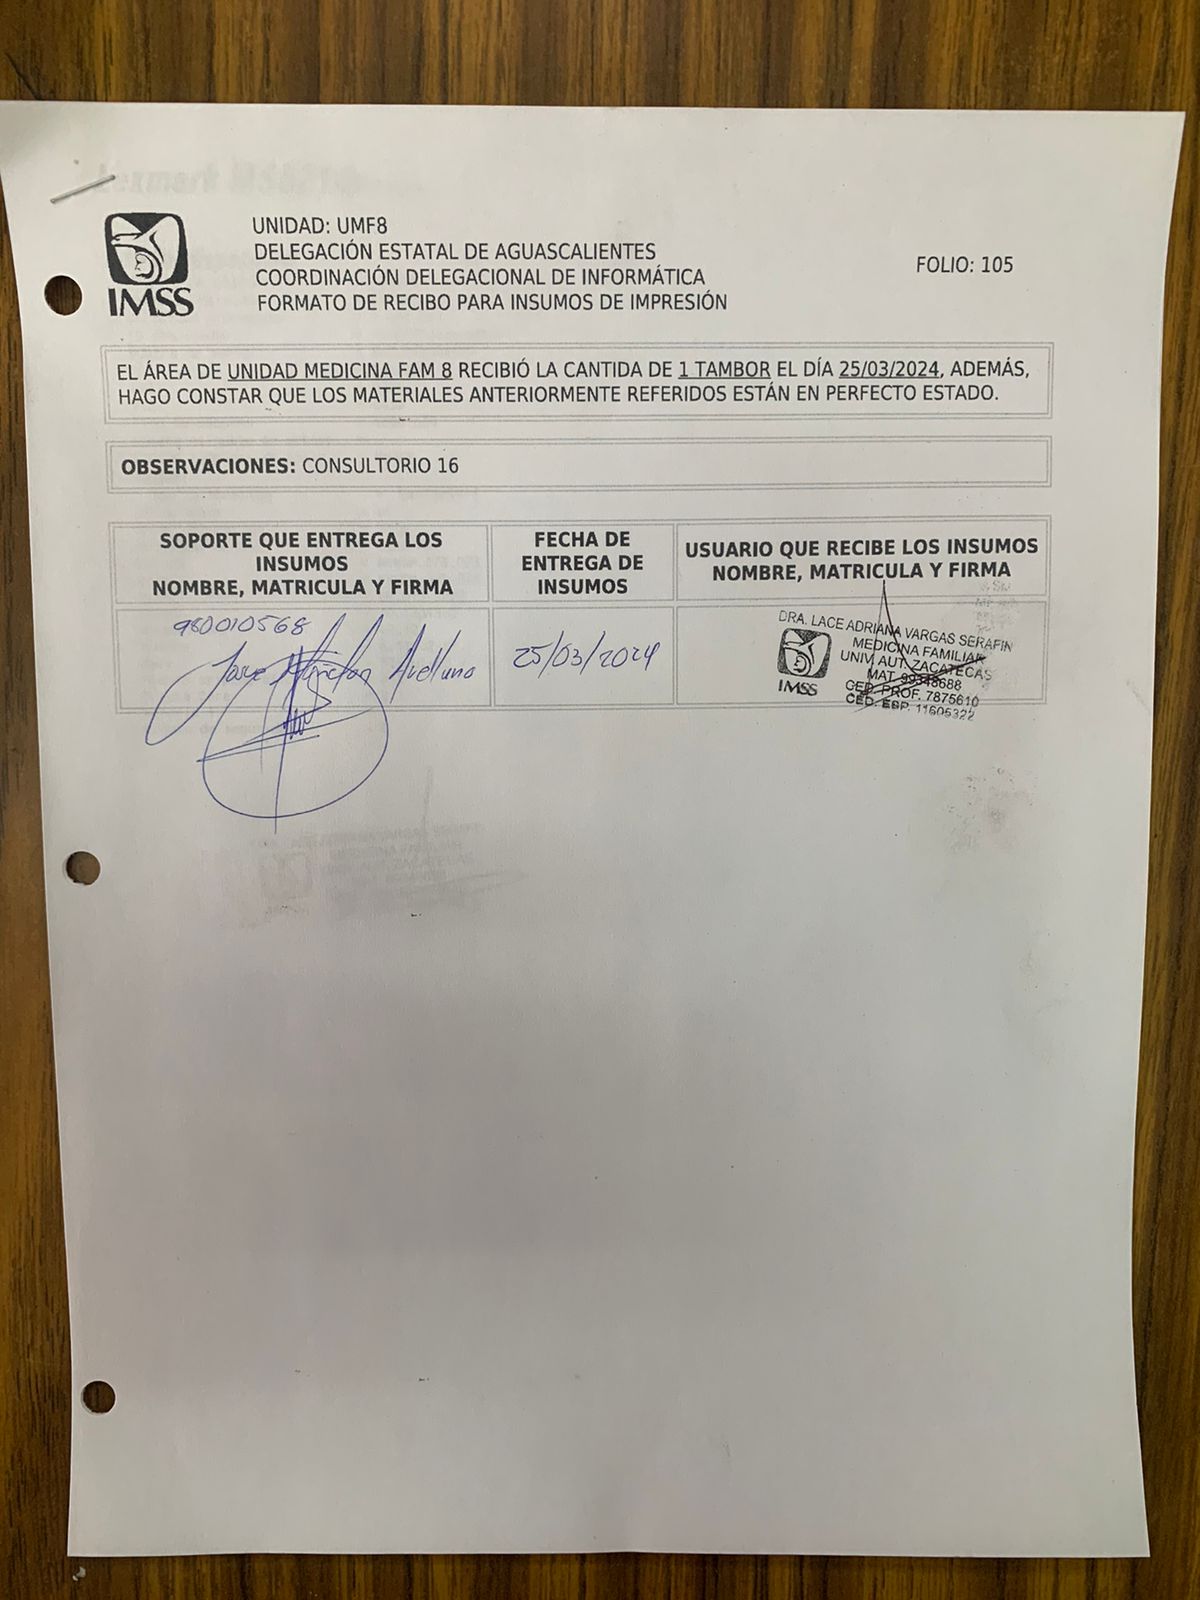 UNIDAD: UMF8
DELEGACIÓN ESTATAL DE AGUASCALIENTES
COORDINACIÓN DELEGACIONAL DE INFORMÁTICA
FORMATO DE RECIBO PARA INSUMOS DE IMPRESIÓN
FOLIO: 105
IMSS
EL ÁREA DE UNIDAD MEDICINA FAM 8 RECIBIÓ LA CANTIDA DE 1 TAMBOR EL DÍA 25/03/2024, ADEMÁS,
HAGO CONSTAR QUE LOS MATERIALES ANTERIORMENTE REFERIDOS ESTÁN EN PERFECTO ESTADO.
OBSERVACIONES: CONSULTORIO 16
SOPORTE QUE ENTREGA LOS
INSUMOS
NOMBRE, MATRICULA Y FIRMA
FECHA DE
ENTREGA DE
INSUMOS
USUARIO QUE RECIBE LOS INSUMOS
NOMBRE, MATRICULA Y FIRMA
980010568
25/03/2024
DRA. LACE ADRIANA VARGAS SERAFIN
MEDICINA FAMILIAR
UNIV. AUT. ZACATECAS
MAT. 99348688
CED. PROF. 7875610
CED. ESP. 11605322
IMSS